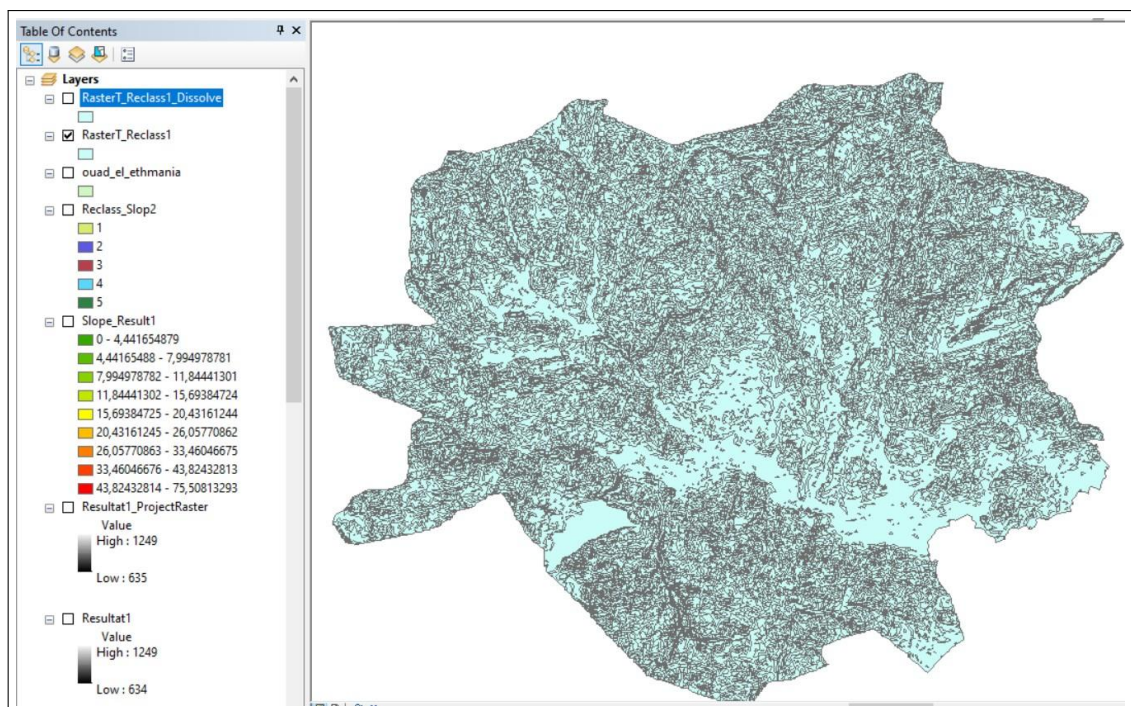 Table Of Contents
Layers
RasterT_Reclass1_Dissolve
RasterT_Reclass1
ouad_el_ethmania
Reclass_Slop2
1
2
3
4
5
Slope_Result1
0 - 4,441654879
4,44165488 - 7,994978781
7,994978782 - 11,84441301
11,84441302 - 15,69384724
15,69384725 - 20,43161244
20,43161245 - 26,05770862
26,05770863 - 33,46046675
33,46046676 - 43,82432813
43,82432814 - 75,50813293
Resultat1_ProjectRaster
Value
High : 1249
Low : 635
Resultat1
Value
High : 1249
Low : 634